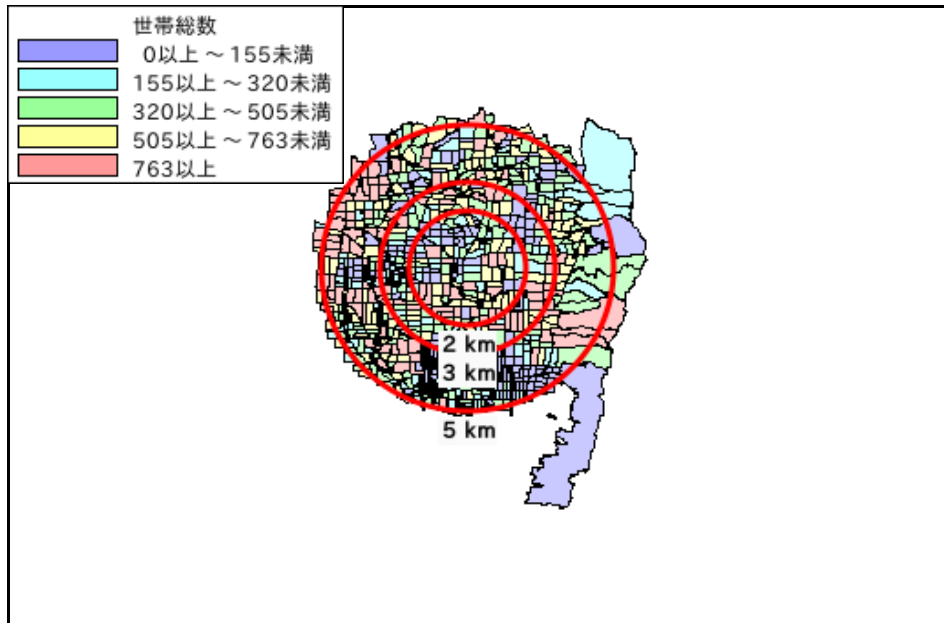 世帯総数
0以上 ～ 155未満
155以上 ～ 320未満
320以上 ～ 505未満
505以上 ～ 763未満
763以上
2 km
3 km
5 km